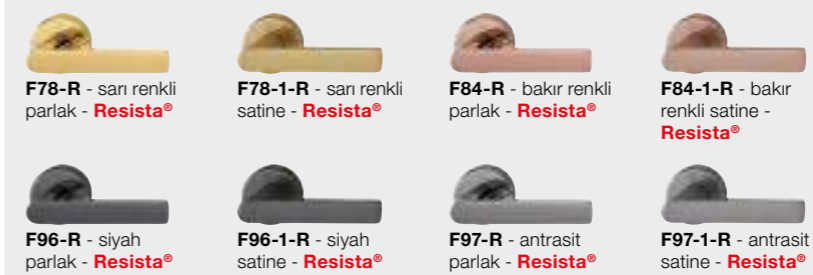 F78-R - sarı renkli
parlak - Resista®
F78-1-R - sarı renkli
satine - Resista®
F84-R - bakır renkli
parlak - Resista®
F84-1-R - bakır
renkli satine -
Resista®
F96-R - siyah
parlak - Resista®
F96-1-R - siyah
satine - Resista®
F97-R - antrasit
parlak - Resista®
F97-1-R - antrasit
satine - Resista®